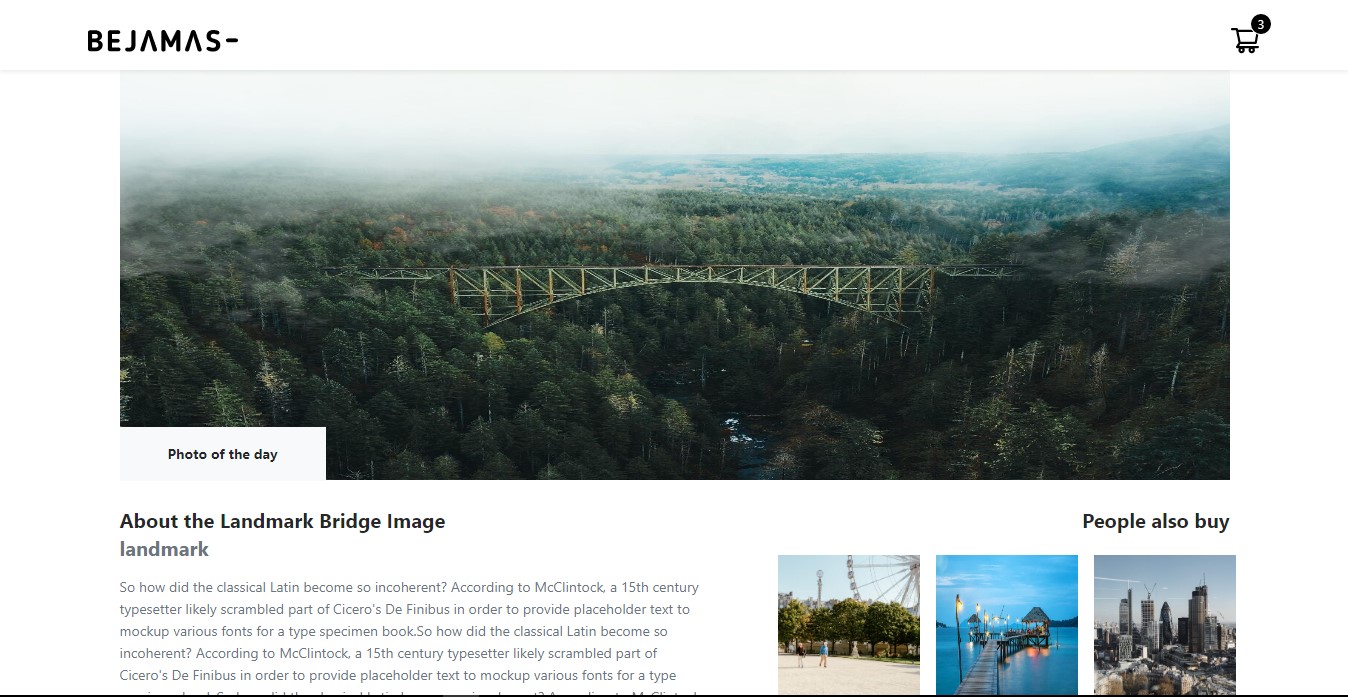 BEJAMAS-
3
Photo of the day
About the Landmark Bridge Image
landmark
People also buy
So how did the classical Latin become so incoherent? According to McClintock, a 15th century
typesetter likely scrambled part of Cicero's De Finibus in order to provide placeholder text to
mockup various fonts for a type specimen book.So how did the classical Latin become so
incoherent? According to McClintock, a 15th century typesetter likely scrambled part of
Cicero's De Finibus in order to provide placeholder text to mockup various fonts for a type